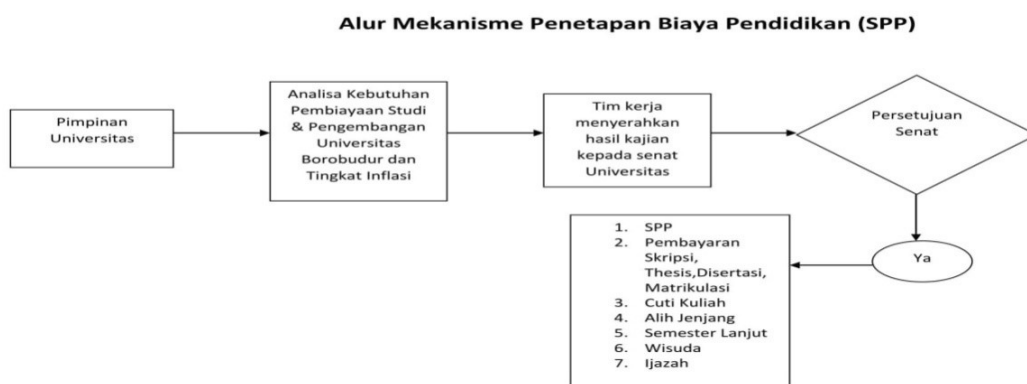 Alur Mekanisme Penetapan Biaya Pendidikan (SPP)
Pimpinan
Universitas
Analisa Kebutuhan
Pembiayaan Studi
& Pengembangan
Universitas
Borobudur dan
Tingkat Inflasi
Tim kerja
menyerahkan
hasil kajian
kepada senat
Universitas
Persetujuan
Senat
Ya
1. SPP
2. Pembayaran
Skripsi,
Thesis,Disertasi,
Matrikulasi
3. Cuti Kuliah
4. Alih Jenjang
5. Semester Lanjut
6. Wisuda
7. Ijazah